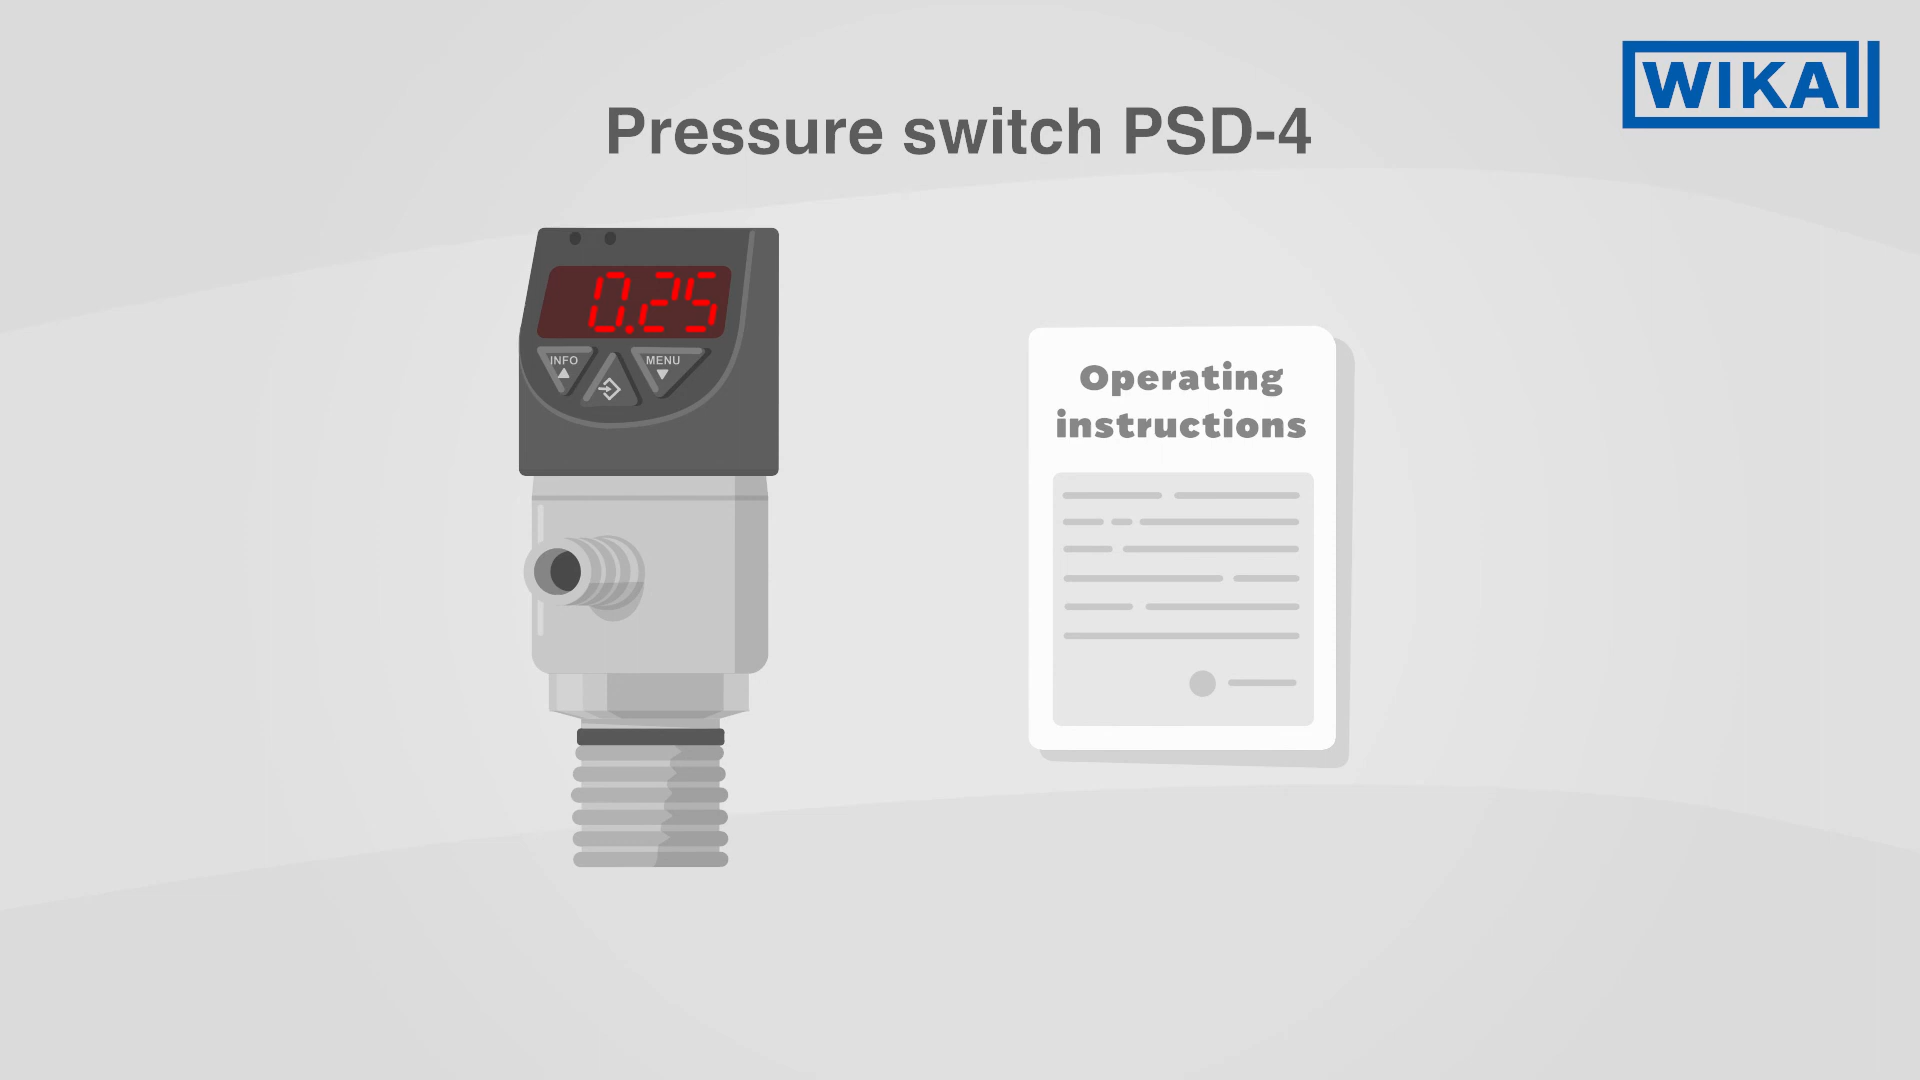 WIKA
Pressure switch PSD-4
0.25
INFO
MENU
Operating
instructions